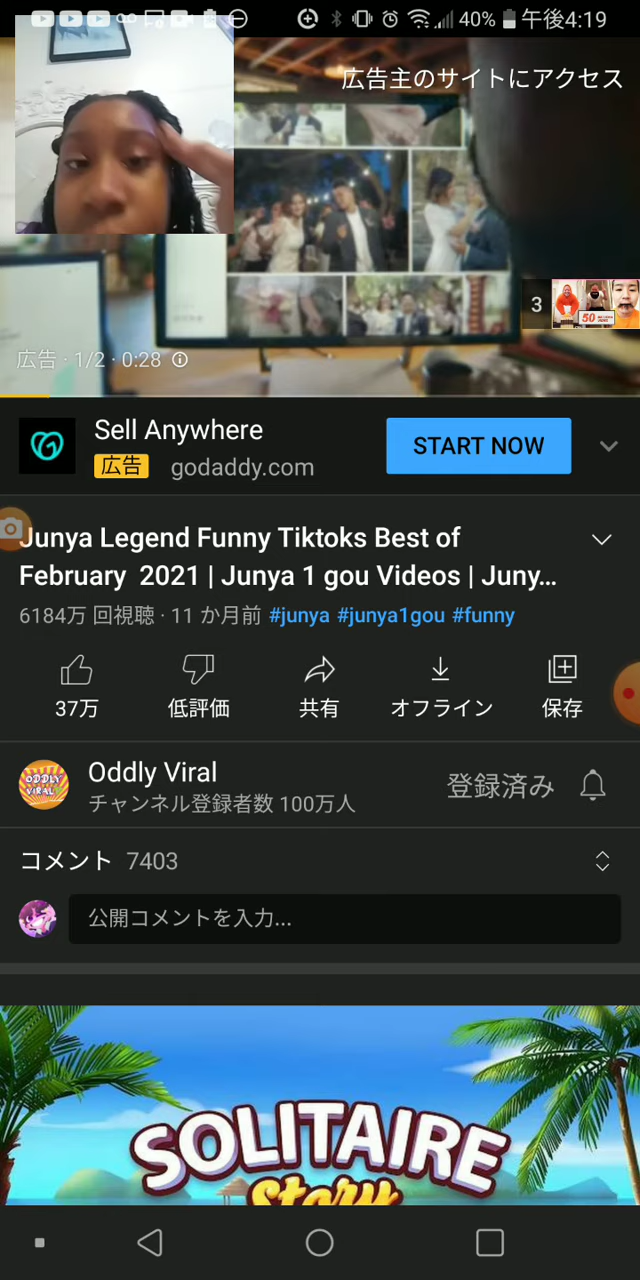 40% 午後4:19
広告主のサイトにアクセス
3
50
広告 · 1/2 · 0:28
Sell Anywhere
START NOW
広告 godaddy.com
Junya Legend Funny Tiktoks Best of
February 2021 | Junya 1 gou Videos | Juny...
6184万 回視聴 · 11 か月前 #junya #junya1gou #funny
37万 低評価 共有 オフライン 保存
ODDLY
VIRAL
Oddly Viral
登録済み
チャンネル登録者数 100万人
コメント 7403
公開コメントを入力...
SOLITAIRE
Story